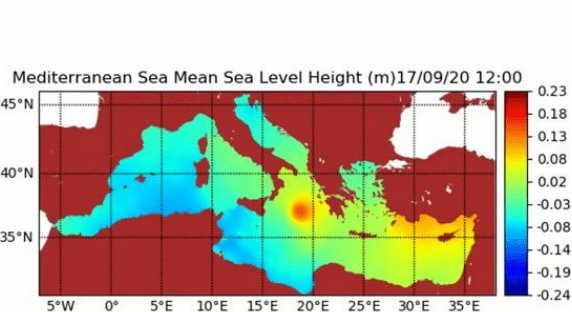 Mediterranean Sea Mean Sea Level Height (m)17/09/20 12:00
45°N
40°N
35°N
5°W 0° 5°E 10°E 15°E 20°E 25°E 30°E 35°E
0.23
0.18
0.13
0.08
0.02
-0.03
-0.08
-0.14
-0.19
-0.24